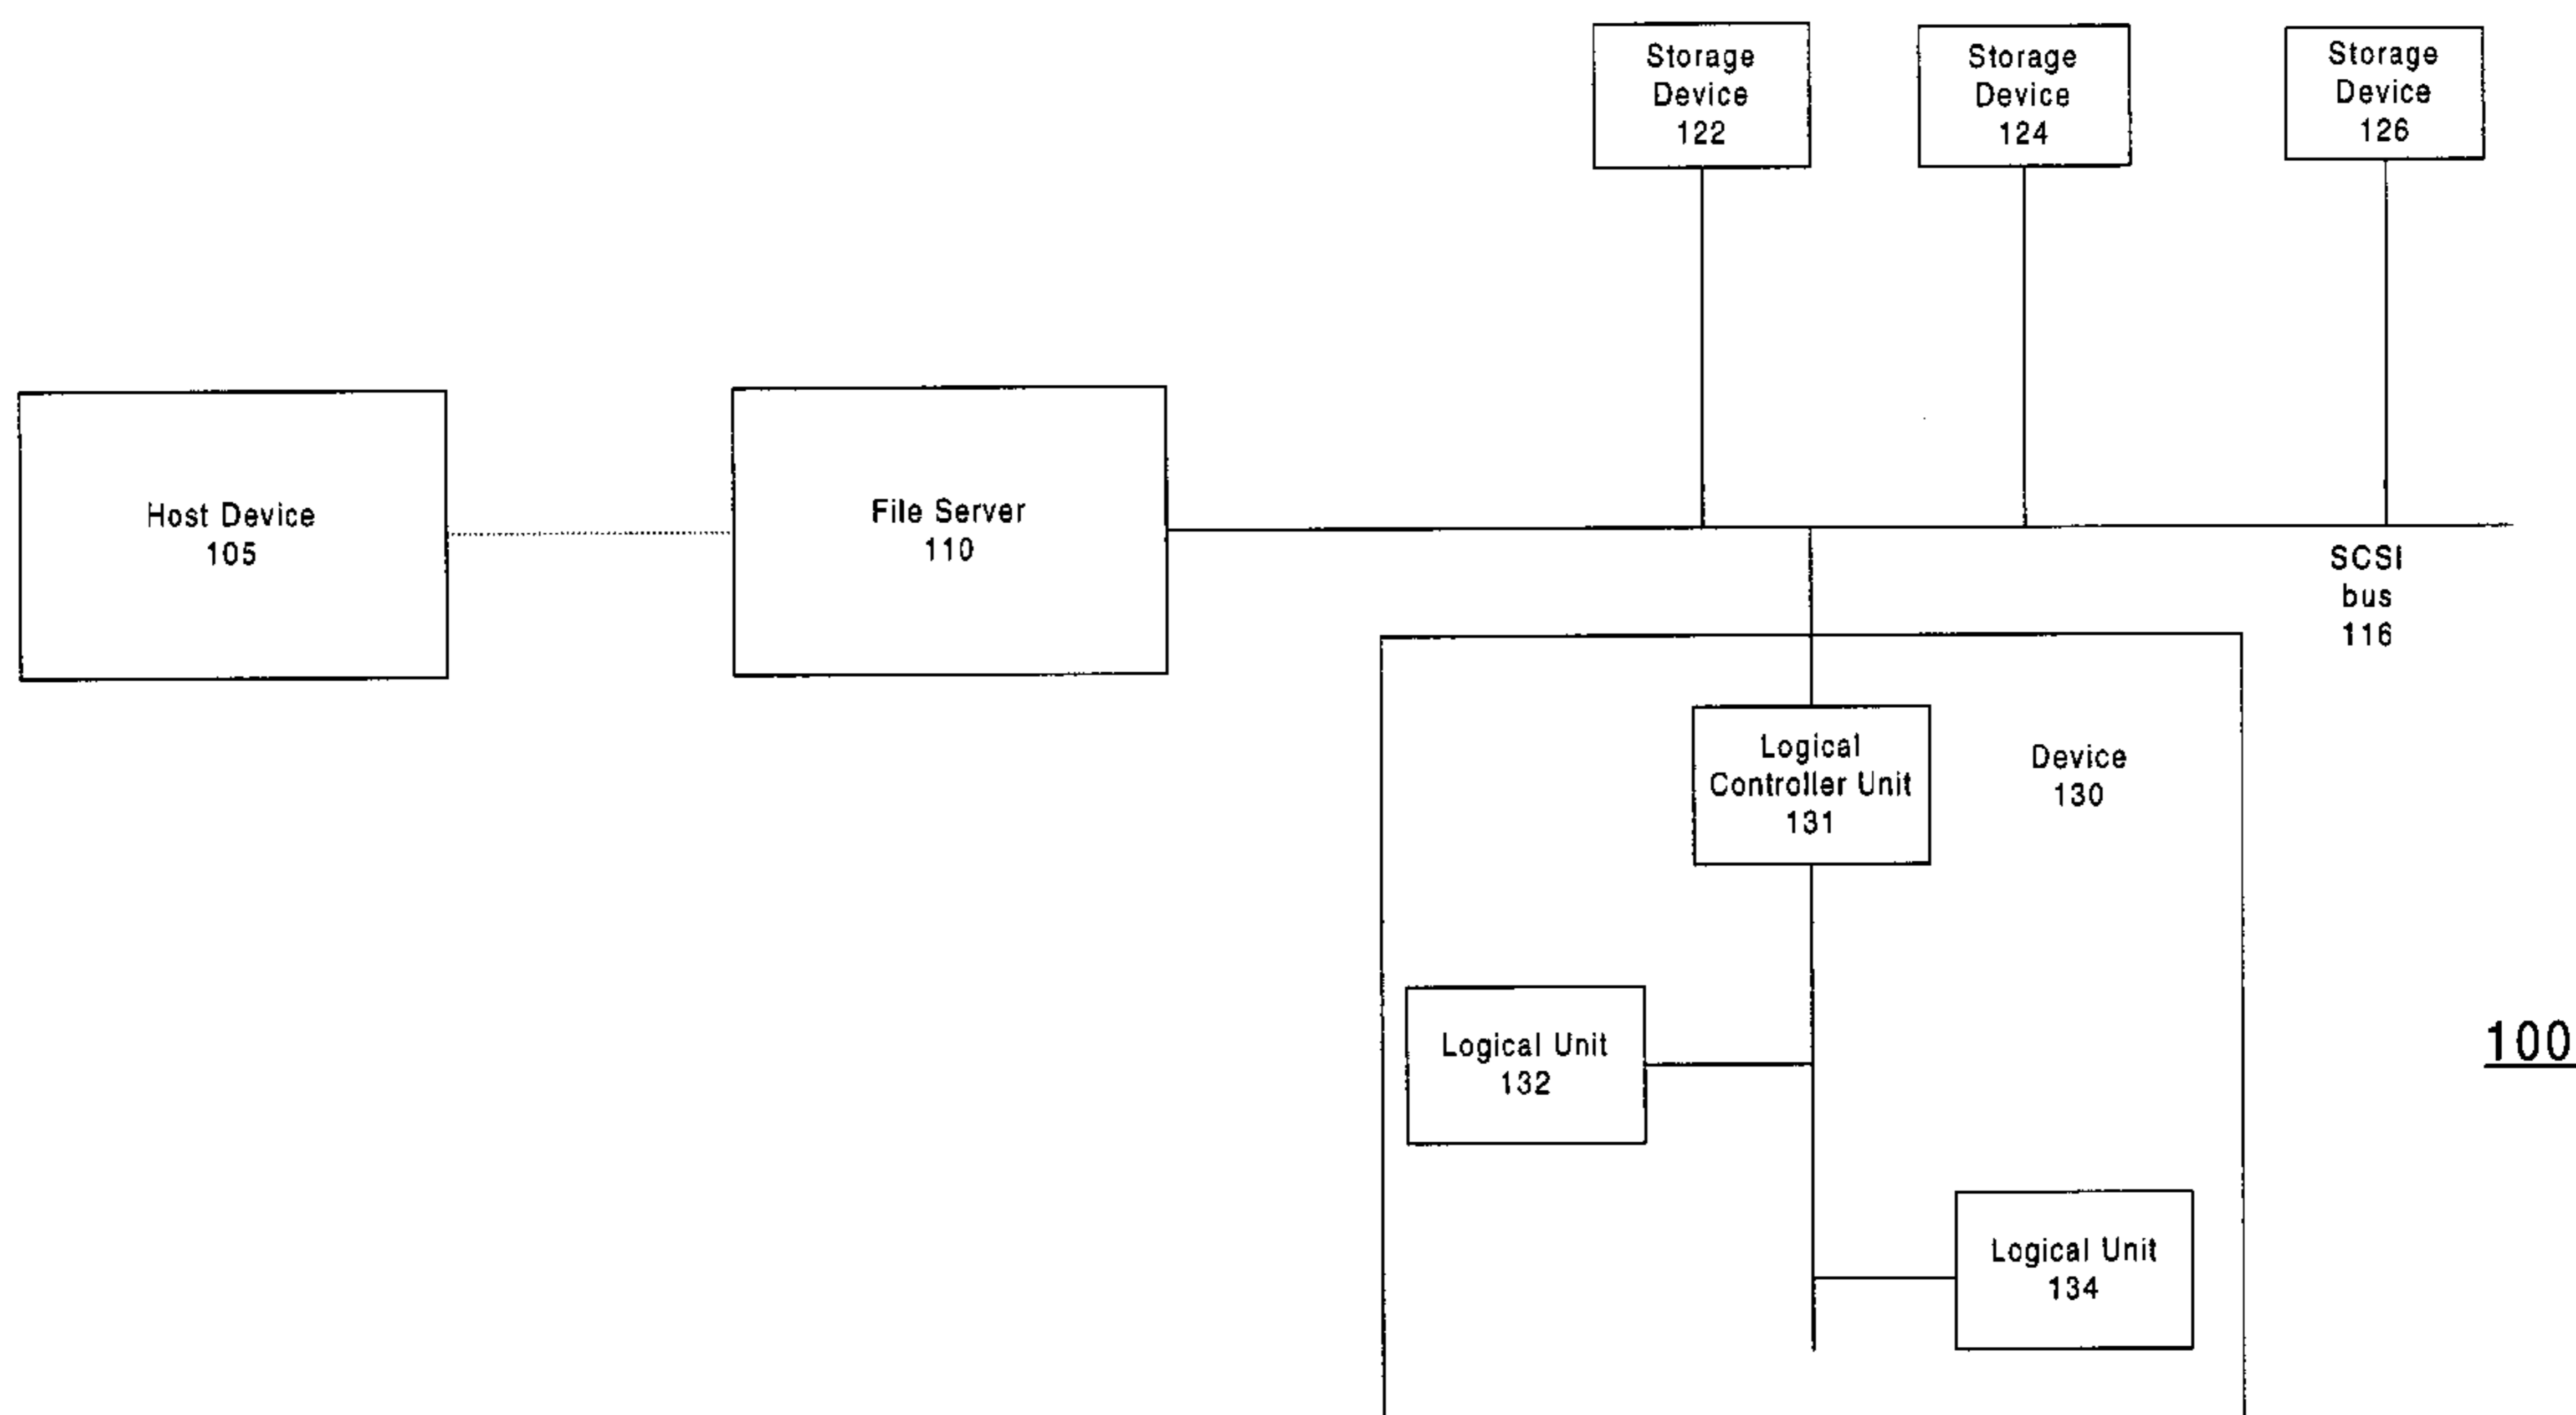 Storage
Device
122
Storage
Device
124
Storage
Device
126
Host Device
105
File Server
110
SCSI
bus
116
Logical
Controller Unit
131
Device
130
Logical Unit
132
100
Logical Unit
134